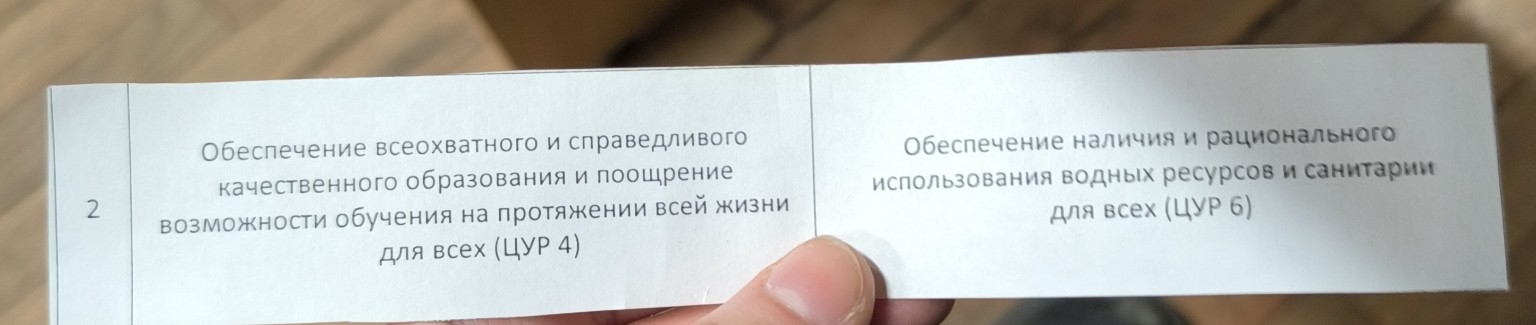 2
Обеспечение всеохватного и справедливого
качественного образования и поощрение
возможности обучения на протяжении всей жизни
для всех (ЦУР 4)
Обеспечение наличия и рационального
использования водных ресурсов и санитарии
для всех (ЦУР 6)